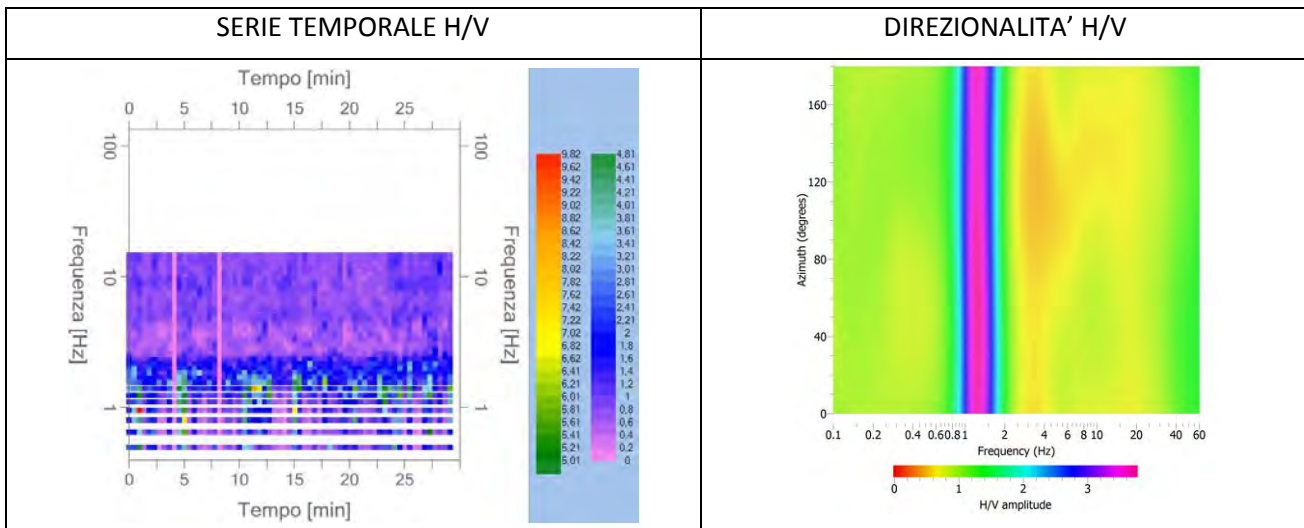 SERIE TEMPORALE H/V
DIREZIONALITA’ H/V
Tempo [min]
0 5 10 15 20 25
Frequenza [Hz]
100
10
1
Frequenza [Hz]
100
10
1
0 5 10 15 20 25
Tempo [min]
9,82 4,81
9,62 4,61
9,42 4,41
9,22 4,21
9,02 4,01
8,82 3,81
8,62 3,61
8,42 3,41
8,22 3,21
8,02 3,01
7,82 2,81
7,62 2,61
7,42 2,41
7,22 2,21
7,02 2
6,82 1,8
6,62 1,6
6,41 1,4
6,21 1,2
6,01 1
5,81 0,8
5,61 0,6
5,41 0,4
5,21 0,2
5,01 0
Azimuth (degrees)
160
120
80
40
0
0.1 0.2 0.4 0.60.81 2 4 6 8 10 20 40 60
Frequency (Hz)
0 1 2 3
H/V amplitude